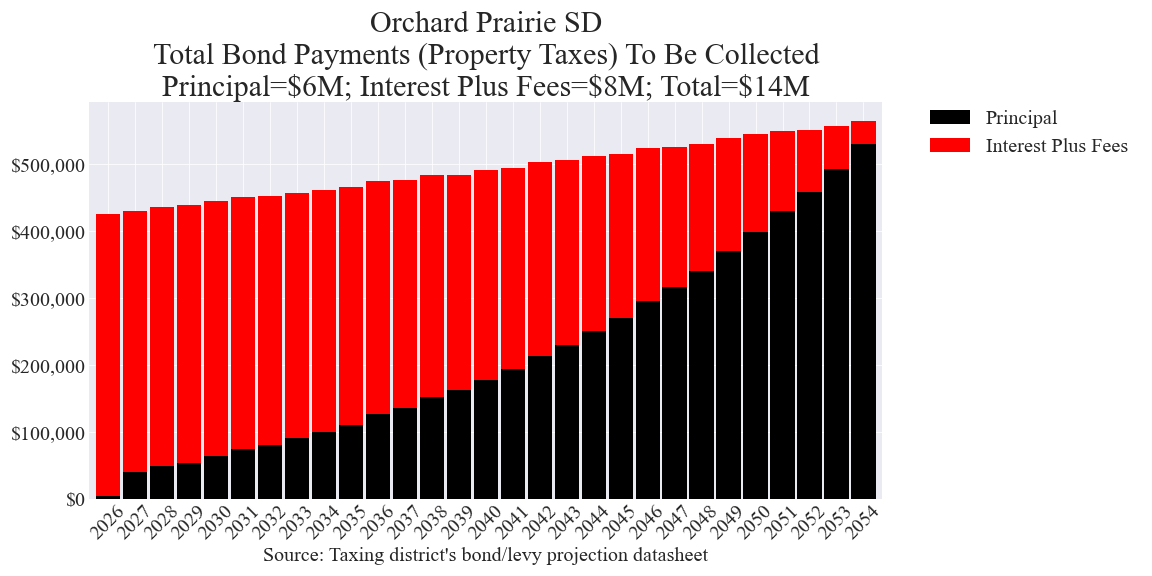 Orchard Prairie SD
Total Bond Payments (Property Taxes) To Be Collected
Principal=$6M; Interest Plus Fees=$8M; Total=$14M
Principal
Interest Plus Fees
$500,000
$400,000
$300,000
$200,000
$100,000
$0
2026 2027 2028 2029 2030 2031 2032 2033 2034 2035 2036 2037 2038 2039 2040 2041 2042 2043 2044 2045 2046 2047 2048 2049 2050 2051 2052 2053 2054
Source: Taxing district's bond/levy projection datasheet